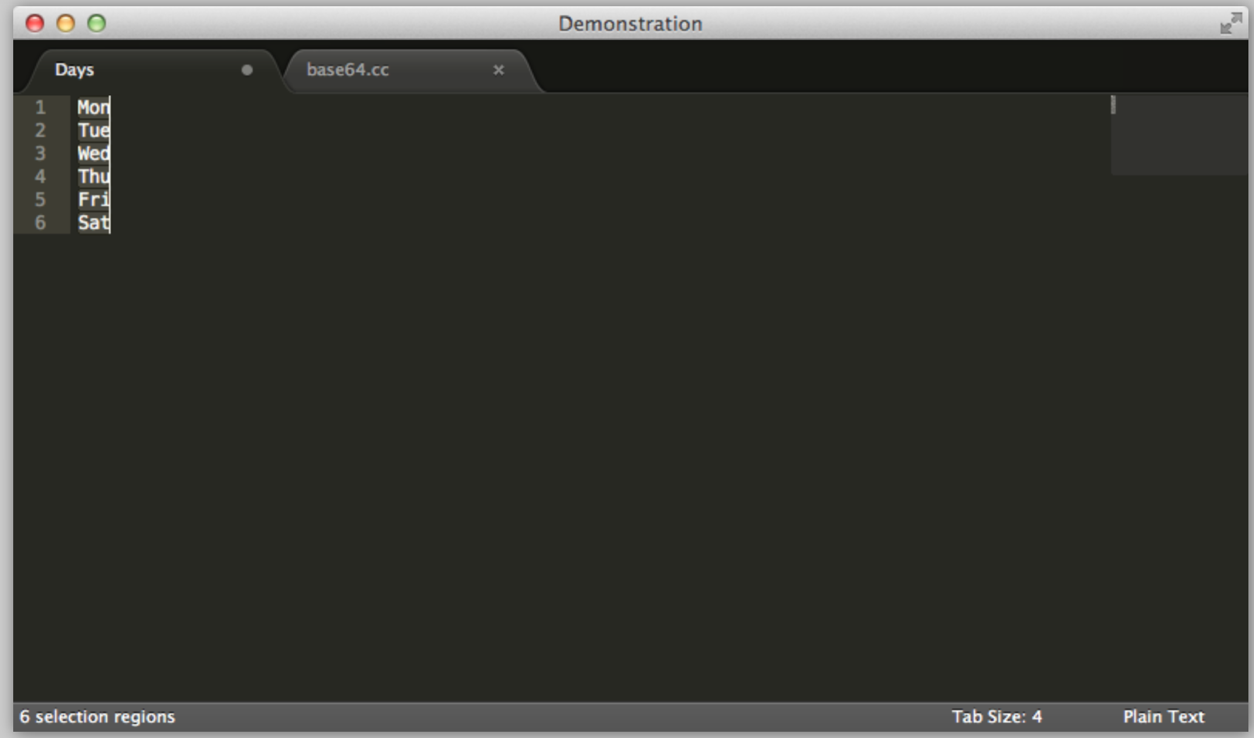 Demonstration
Days base64.cc
1 Mon
2 Tue
3 Wed
4 Thu
5 Fri
6 Sat
6 selection regions Tab Size: 4 Plain Text